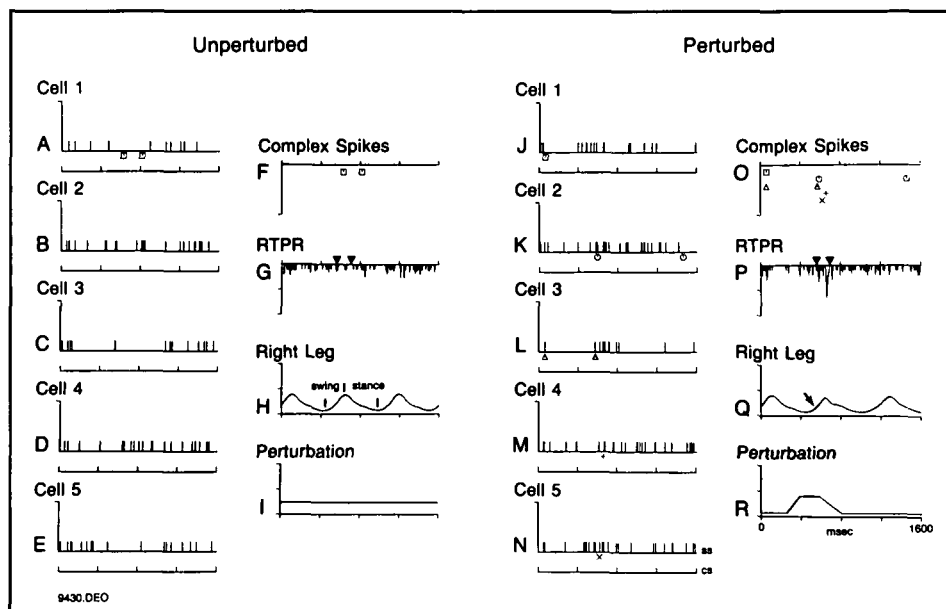 Unperturbed
Perturbed
Cell 1
A
Cell 2
B
Cell 3
C
Cell 4
D
Cell 5
E
9430.DEO
Complex Spikes
F
RTPR
G
Right Leg
swing
stance
H
Perturbation
I
Cell 1
J
Cell 2
K
Cell 3
L
Cell 4
M
Cell 5
N
ss
cs
Complex Spikes
O
RTPR
P
Right Leg
Q
Perturbation
R
0
msec
1600